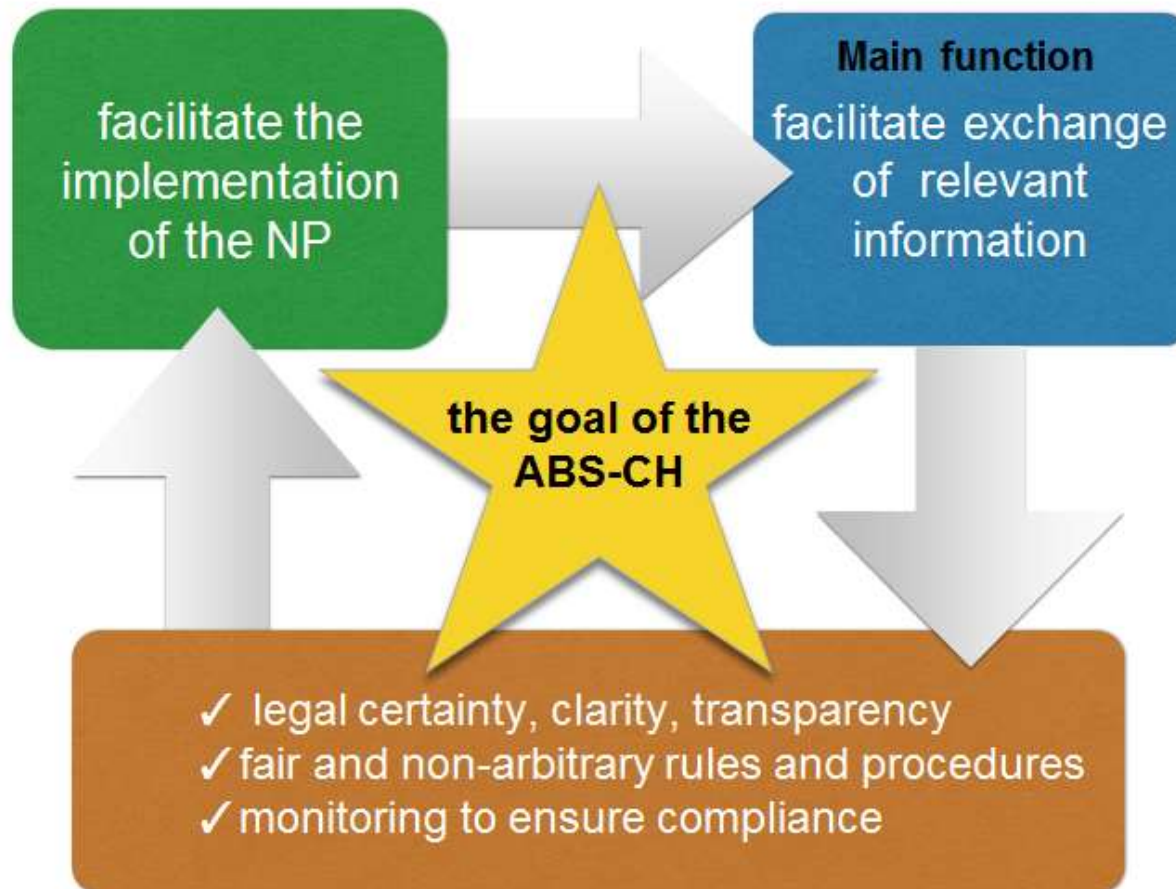 facilitate the
implementation
of the NP
Main function
facilitate exchange
of relevant
information
the goal of the
ABS-CH
✓ legal certainty, clarity, transparency
✓ fair and non-arbitrary rules and procedures
✓ monitoring to ensure compliance